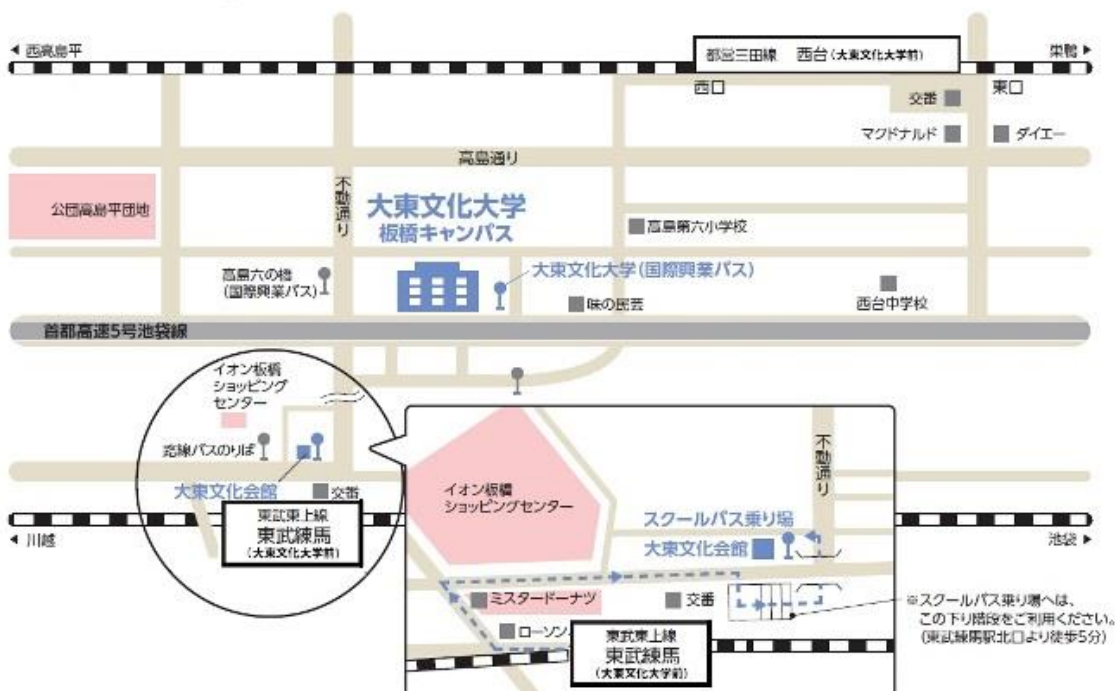 ◀ 西高島平
都営三田線 西台(大東文化大学前)
巣鴨 ▶
西口
東口
交番
マクドナルド
ダイエー
高島通り
公団高島平団地
不動通り
大東文化大学
板橋キャンパス
高島第六小学校
高島六の橋
(国際興業バス)
大東文化大学(国際興業バス)
味の民芸
西台中学校
首都高速5号池袋線
イオン板橋
ショッピング
センター
路線バスのりば
大東文化会館
交番
東武東上線
東武練馬
(大東文化大学前)
◀ 川越
イオン板橋
ショッピングセンター
不動通り
スクールバス乗り場
大東文化会館
ミスタードーナツ
交番
ローソン
東武東上線
東武練馬
(大東文化大学前)
池袋 ▶
※スクールバス乗り場へは、
この下り階段をご利用ください。
(東武練馬駅北口より徒歩5分)